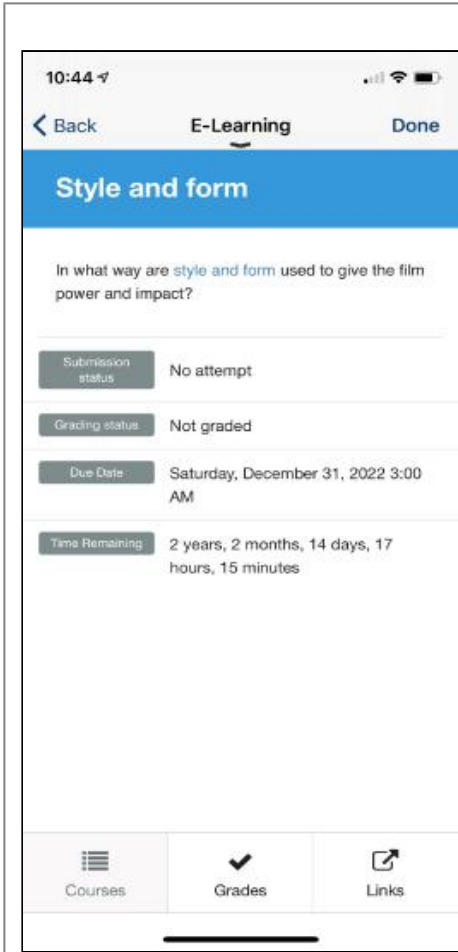 10:44
Back
E-Learning
Done
Style and form
In what way are style and form used to give the film
power and impact?
Submission
status
No attempt
Grading status
Not graded
Due Date
Saturday, December 31, 2022 3:00
AM
Time Remaining
2 years, 2 months, 14 days, 17
hours, 15 minutes
Courses
Grades
Links